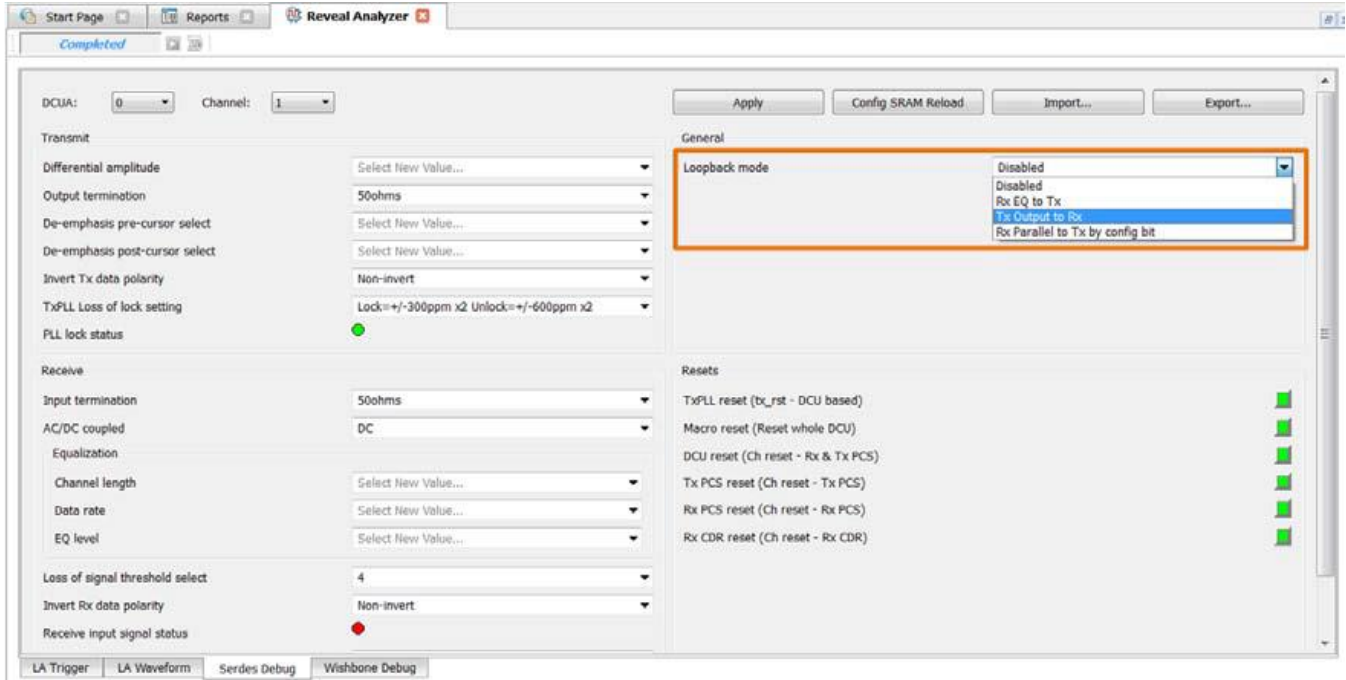 Start Page Reports Reveal Analyzer
Completed
DCUA: 0 Channel: 1 Apply Config SRAM Reload Import... Export...
Transmit
Differential amplitude Select New Value...
Output termination 50ohms
De-emphasis pre-cursor select Select New Value...
De-emphasis post-cursor select Select New Value...
Invert Tx data polarity Non-invert
TxPLL Loss of lock setting Lock=+/-300ppm x2 Unlock=+/-600ppm x2
PLL lock status
General
Loopback mode Disabled
Disabled
Rx EQ to Tx
Tx Output to Rx
Rx Parallel to Tx by config bit
Receive
Input termination 50ohms
AC/DC coupled DC
Equalization
Channel length Select New Value...
Data rate Select New Value...
EQ level Select New Value...
Loss of signal threshold select 4
Invert Rx data polarity Non-invert
Receive input signal status
Resets
TxPLL reset (tx_rst - DCU based)
Macro reset (Reset whole DCU)
DCU reset (Ch reset - Rx & Tx PCS)
Tx PCS reset (Ch reset - Tx PCS)
Rx PCS reset (Ch reset - Rx PCS)
Rx CDR reset (Ch reset - Rx CDR)
LA Trigger LA Waveform Serdes Debug Wishbone Debug